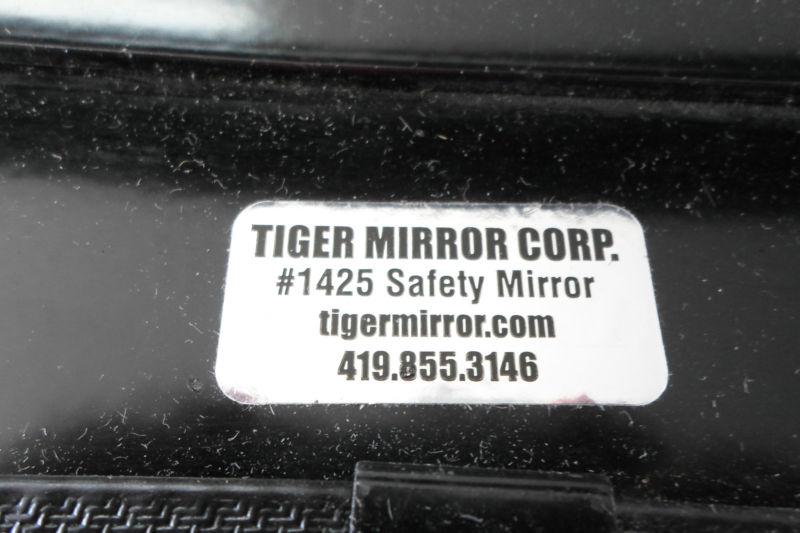 TIGER MIRROR CORP.
#1425 Safety Mirror
tigermirror.com
419.855.3146